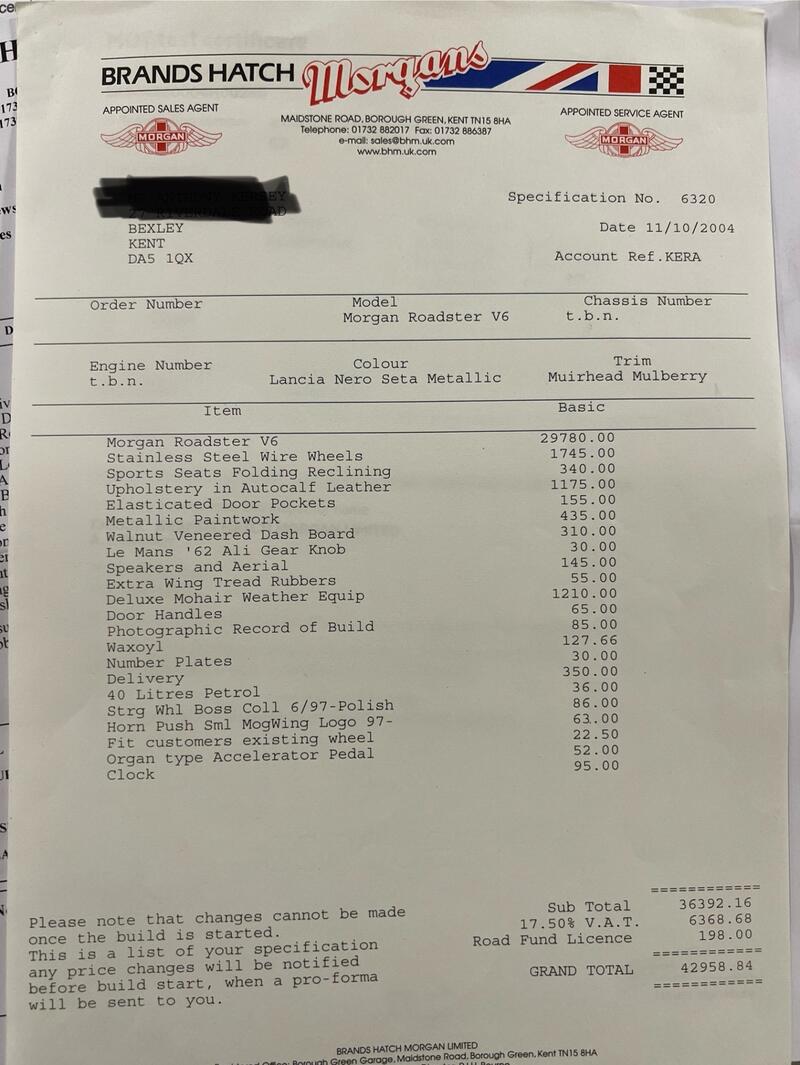 BRANDS HATCH Morgans
APPOINTED SALES AGENT
MORGAN
MAIDSTONE ROAD, BOROUGH GREEN, KENT TN15 8HA
Telephone: 01732 882017 Fax: 01732 886387
e-mail: sales@bhm.uk.com
www.bhm.uk.com
APPOINTED SERVICE AGENT
MORGAN
BEXLEY
KENT
DA5 1QX
Specification No. 6320
Date 11/10/2004
Account Ref.KERA
Order Number Model Chassis Number
Morgan Roadster V6 t.b.n.
Engine Number Colour Trim
t.b.n. Lancia Nero Seta Metallic Muirhead Mulberry
Item Basic
Morgan Roadster V6 29780.00
Stainless Steel Wire Wheels 1745.00
Sports Seats Folding Reclining 340.00
Upholstery in Autocalf Leather 1175.00
Elasticated Door Pockets 155.00
Metallic Paintwork 435.00
Walnut Veneered Dash Board 310.00
Le Mans '62 Ali Gear Knob 30.00
Speakers and Aerial 145.00
Extra Wing Tread Rubbers 55.00
Deluxe Mohair Weather Equip 1210.00
Door Handles 65.00
Photographic Record of Build 85.00
Waxoyl 127.66
Number Plates 30.00
Delivery 350.00
40 Litres Petrol 36.00
Strg Whl Boss Coll 6/97-Polish 86.00
Horn Push Sml MogWing Logo 97- 63.00
Fit customers existing wheel 22.50
Organ type Accelerator Pedal 52.00
Clock 95.00
Please note that changes cannot be made
once the build is started.
This is a list of your specification
any price changes will be notified
before build start, when a pro-forma
will be sent to you.
============
Sub Total 36392.16
17.50% V.A.T. 6368.68
Road Fund Licence 198.00
============
GRAND TOTAL 42958.84
============
BRANDS HATCH MORGAN LIMITED
Office: Borough Green Garage, Maidstone Road, Borough Green, Kent TN15 8HA